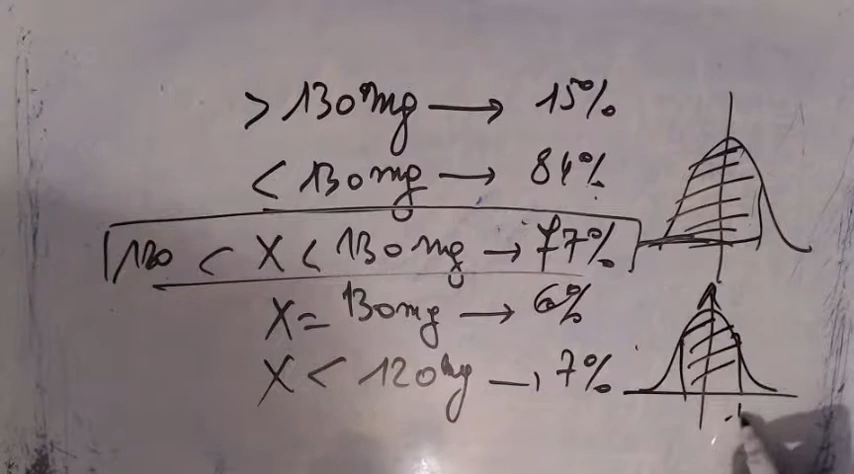 > 130mg → 15%
< 130mg → 84%
120 < X < 130mg → 77%
X = 130mg → 6%
X < 120mg → 7%